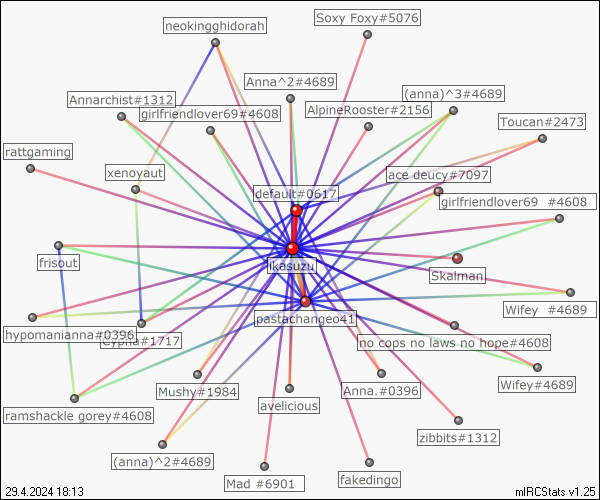 Soxy Foxy#5076
neokingghidorah
Anna^2#4689
(anna)^3#4689
Annarchist#1312
girlfriendlover69#4608
AlpineRooster#2156
Toucan#2473
rattgaming
xenoyaut
ace deucy#7097
default#0617
girlfriendlover69 #4608
frisout
ikasuzu
Skalman
Wifey #4689
pastachangeo41
hypomanianna#0396
Cypha#1717
no cops no laws no hope#4608
Mushy#1984
Anna.#0396
Wifey#4689
avelicious
ramshackle gorey#4608
zibbits#1312
(anna)^2#4689
Mad #6901
fakedingo
29.4.2024 18:13
mIRCStats v1.25